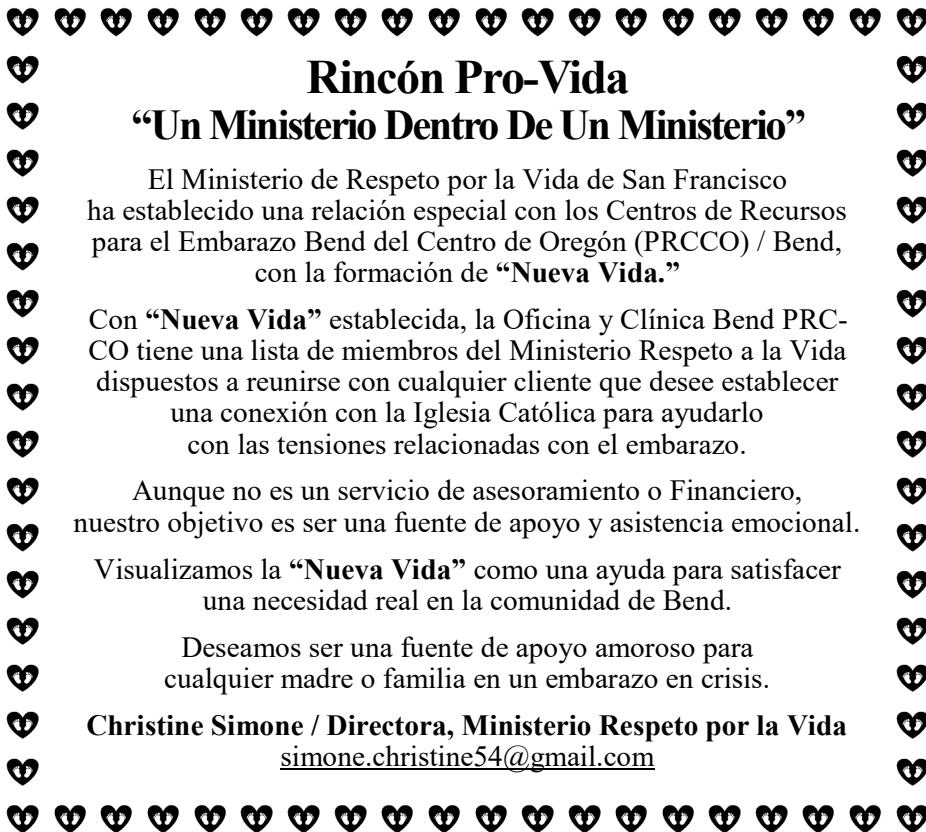 Rincón Pro-Vida
“Un Ministerio Dentro De Un Ministerio”
El Ministerio de Respeto por la Vida de San Francisco
ha establecido una relación especial con los Centros de Recursos
para el Embarazo Bend del Centro de Oregón (PRCCO) / Bend,
con la formación de “Nueva Vida.”
Con “Nueva Vida” establecida, la Oficina y Clínica Bend PRC-
CO tiene una lista de miembros del Ministerio Respeto a la Vida
dispuestos a reunirse con cualquier cliente que desee establecer
una conexión con la Iglesia Católica para ayudarlo
con las tensiones relacionadas con el embarazo.
Aunque no es un servicio de asesoramiento o Financiero,
nuestro objetivo es ser una fuente de apoyo y asistencia emocional.
Visualizamos la “Nueva Vida” como una ayuda para satisfacer
una necesidad real en la comunidad de Bend.
Deseamos ser una fuente de apoyo amoroso para
cualquier madre o familia en un embarazo en crisis.
Christine Simone / Directora, Ministerio Respeto por la Vida
simone.christine54@gmail.com